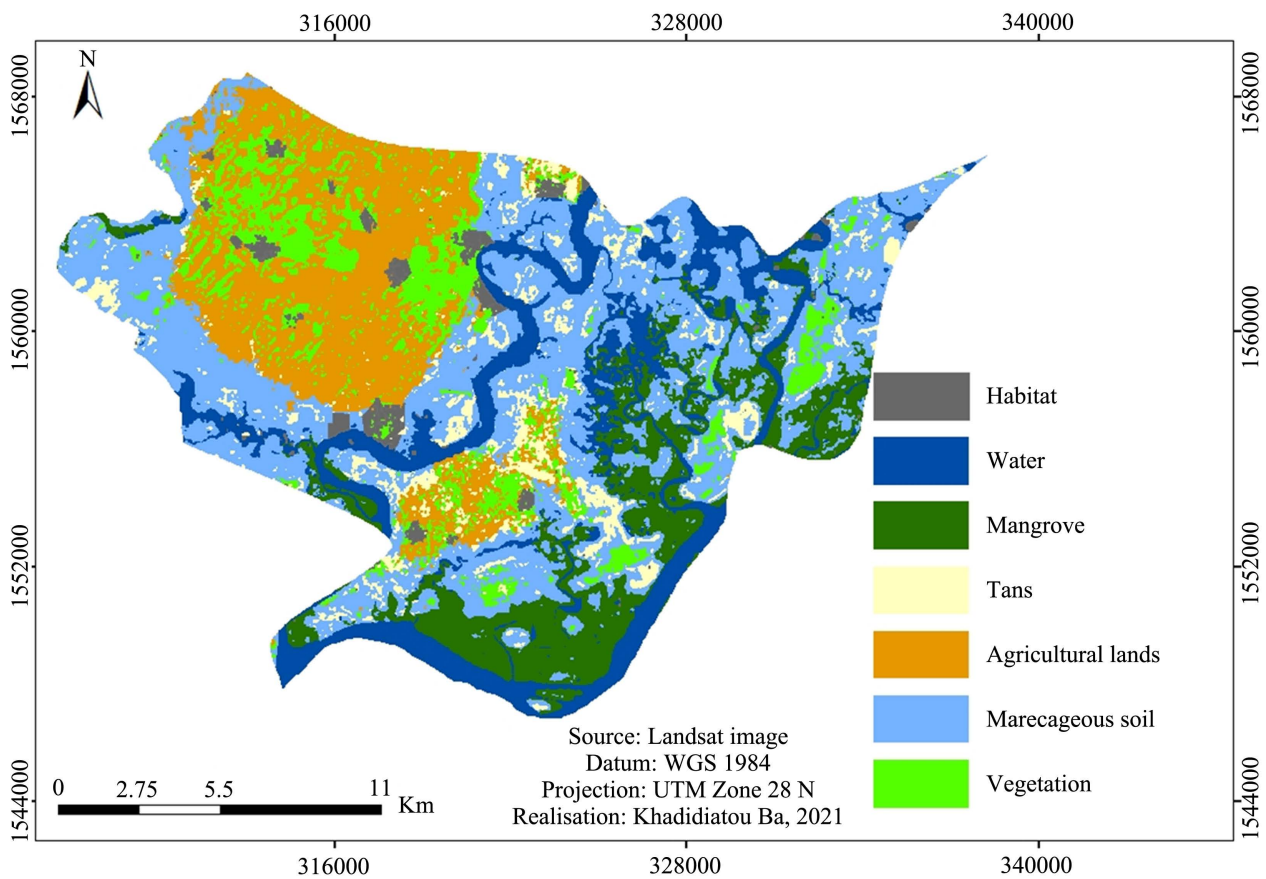 316000 328000 340000
N
1568000 1568000
1560000 1560000
Habitat
Water
Mangrove
1552000 1552000
Tans
Agricultural lands
Marecageous soil
Source: Landsat image
Datum: WGS 1984
Vegetation
0 2.75 5.5 11
Km
Projection: UTM Zone 28 N
Realisation: Khadidiatou Ba, 2021
1544000 1544000
316000 328000 340000